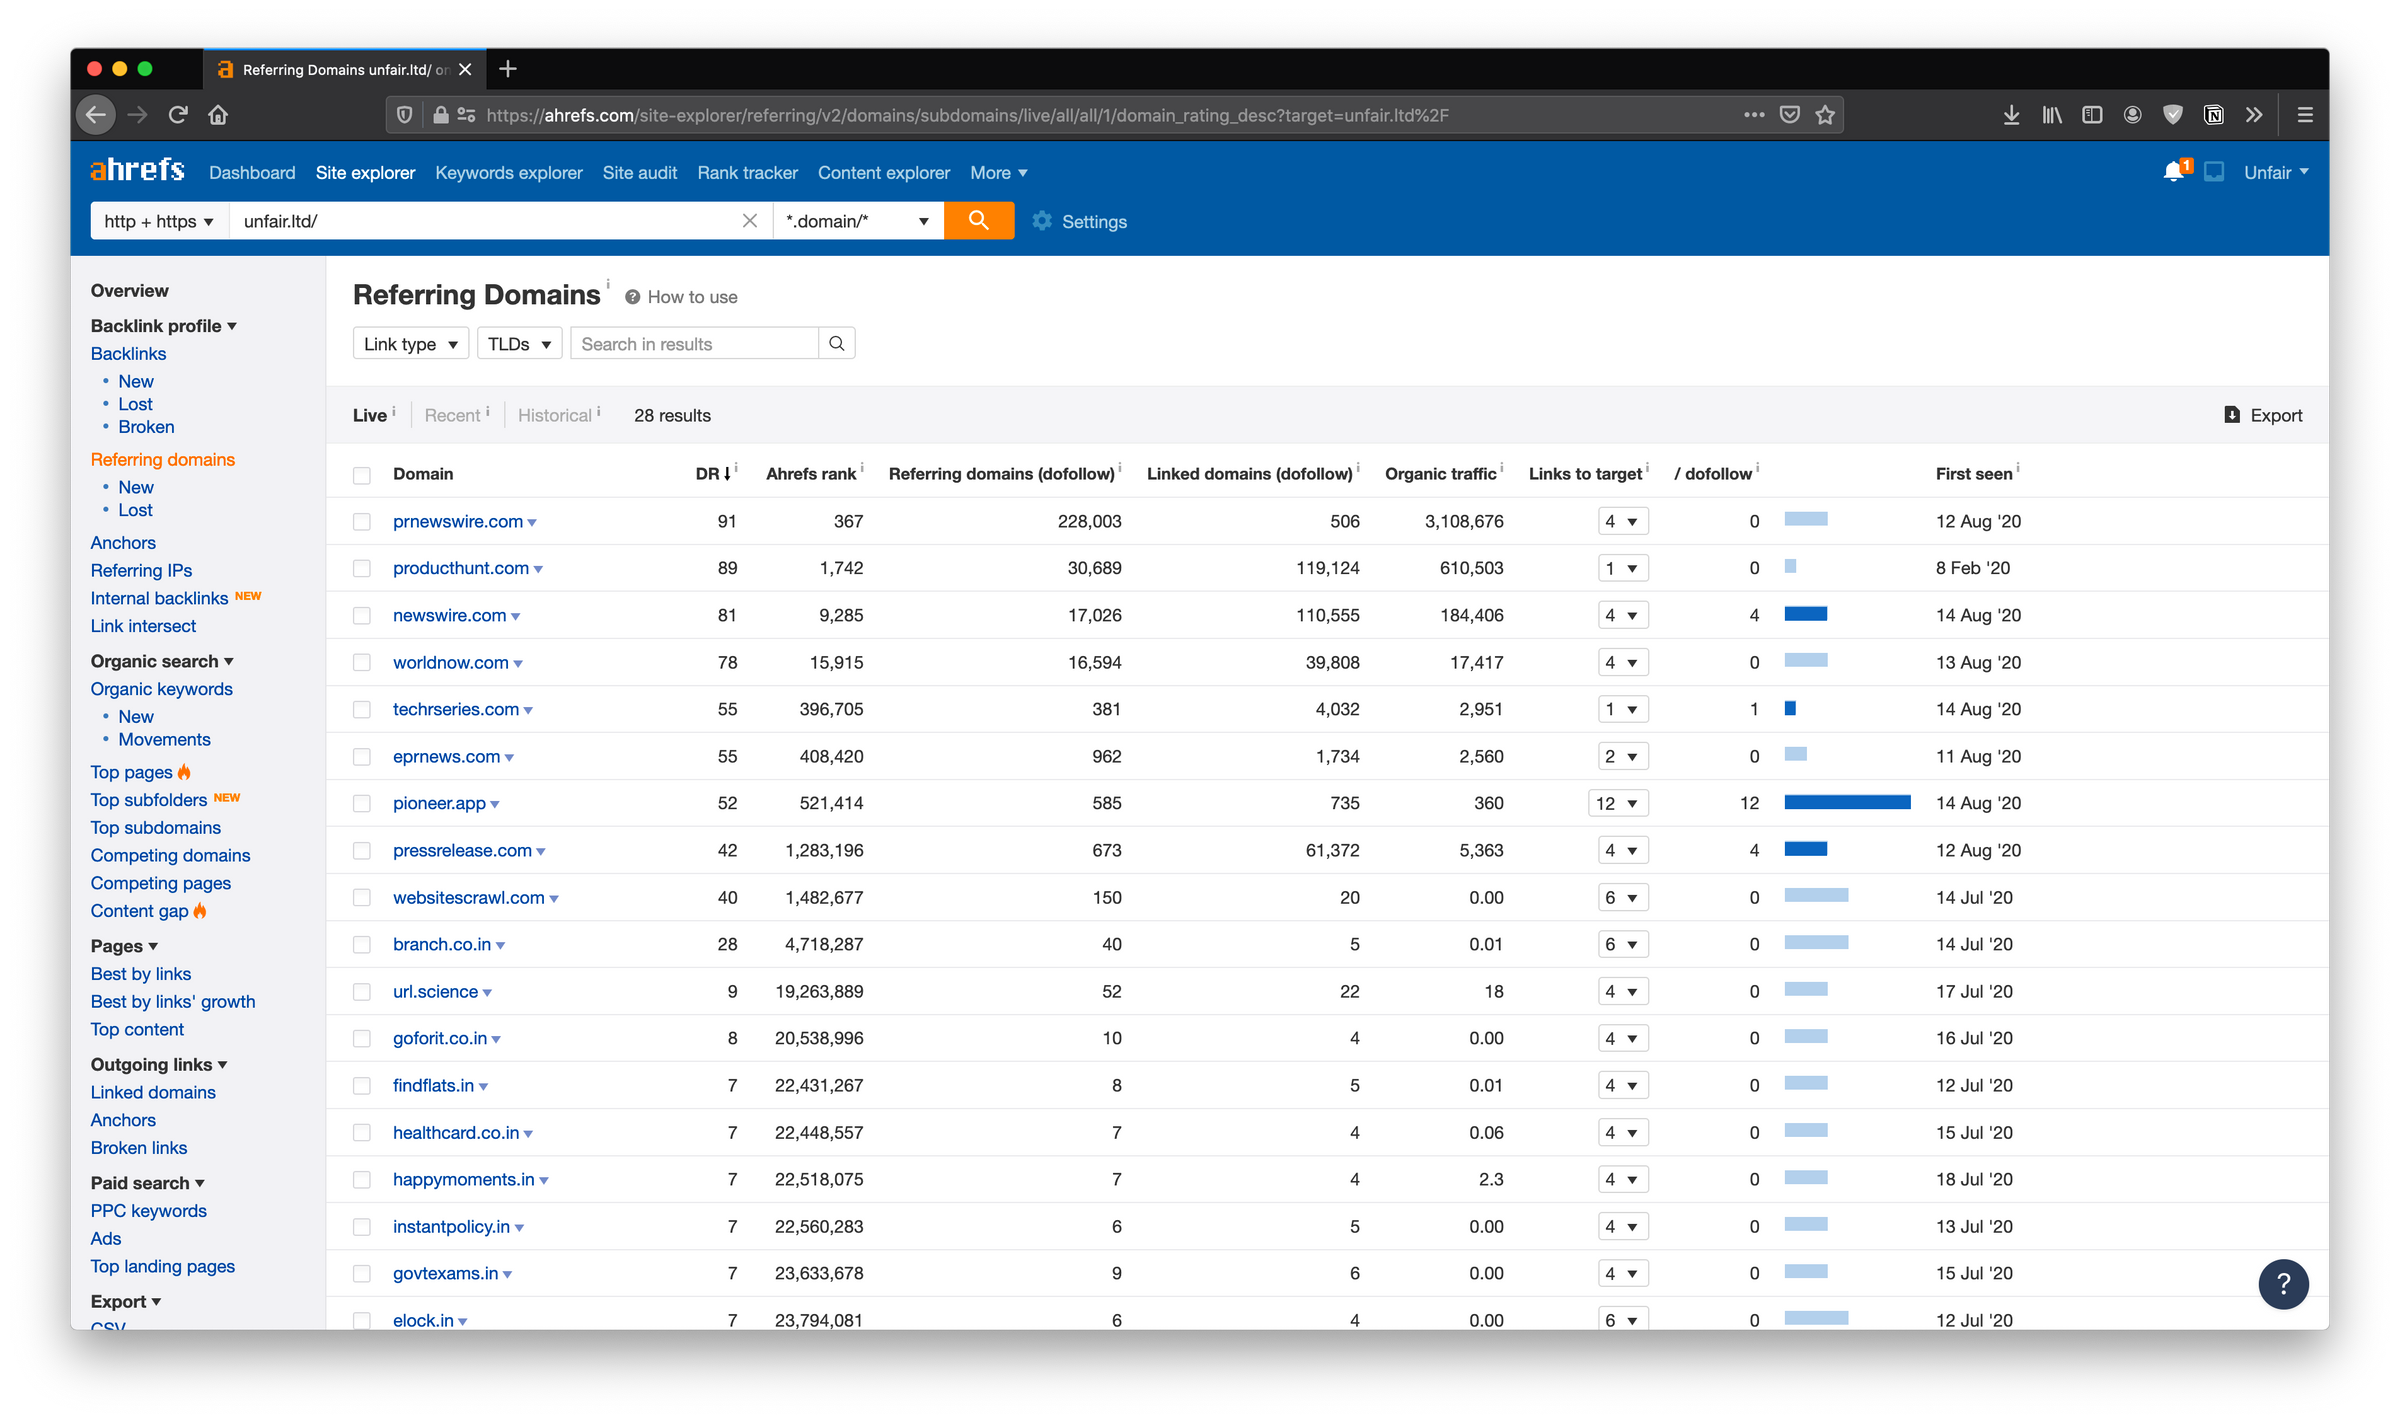 Referring Domains unfair.ltd/ on
https://ahrefs.com/site-explorer/referring/v2/domains/subdomains/live/all/all/1/domain_rating_desc?target=unfair.ltd%2F
ahrefs Dashboard Site explorer Keywords explorer Site audit Rank tracker Content explorer More 1 Unfair
http + https unfair.ltd/ *.domain/* Settings
Overview
Backlink profile
Backlinks
• New
• Lost
• Broken
Referring domains
• New
• Lost
Anchors
Referring IPs
Internal backlinks NEW
Link intersect
Organic search
Organic keywords
• New
• Movements
Top pages
Top subfolders NEW
Top subdomains
Competing domains
Competing pages
Content gap
Pages
Best by links
Best by links' growth
Top content
Outgoing links
Linked domains
Anchors
Broken links
Paid search
PPC keywords
Ads
Top landing pages
Export
CSV
Referring Domains i ? How to use
Link type TLDs Search in results
Live i Recent i Historical i 28 results Export
Domain DR i Ahrefs rank i Referring domains (dofollow) i Linked domains (dofollow) i Organic traffic i Links to target i / dofollow i First seen i
prnewswire.com 91 367 228,003 506 3,108,676 4 0 12 Aug '20
producthunt.com 89 1,742 30,689 119,124 610,503 1 0 8 Feb '20
newswire.com 81 9,285 17,026 110,555 184,406 4 4 14 Aug '20
worldnow.com 78 15,915 16,594 39,808 17,417 4 0 13 Aug '20
techrseries.com 55 396,705 381 4,032 2,951 1 1 14 Aug '20
eprnews.com 55 408,420 962 1,734 2,560 2 0 11 Aug '20
pioneer.app 52 521,414 585 735 360 12 12 14 Aug '20
pressrelease.com 42 1,283,196 673 61,372 5,363 4 4 12 Aug '20
websitescrawl.com 40 1,482,677 150 20 0.00 6 0 14 Jul '20
branch.co.in 28 4,718,287 40 5 0.01 6 0 14 Jul '20
url.science 9 19,263,889 52 22 18 4 0 17 Jul '20
goforit.co.in 8 20,538,996 10 4 0.00 4 0 16 Jul '20
findflats.in 7 22,431,267 8 5 0.01 4 0 12 Jul '20
healthcard.co.in 7 22,448,557 7 4 0.06 4 0 15 Jul '20
happymoments.in 7 22,518,075 7 4 2.3 4 0 18 Jul '20
instantpolicy.in 7 22,560,283 6 5 0.00 4 0 13 Jul '20
govtexams.in 7 23,633,678 9 6 0.00 4 0 15 Jul '20
elock.in 7 23,794,081 6 4 0.00 6 0 12 Jul '20
?